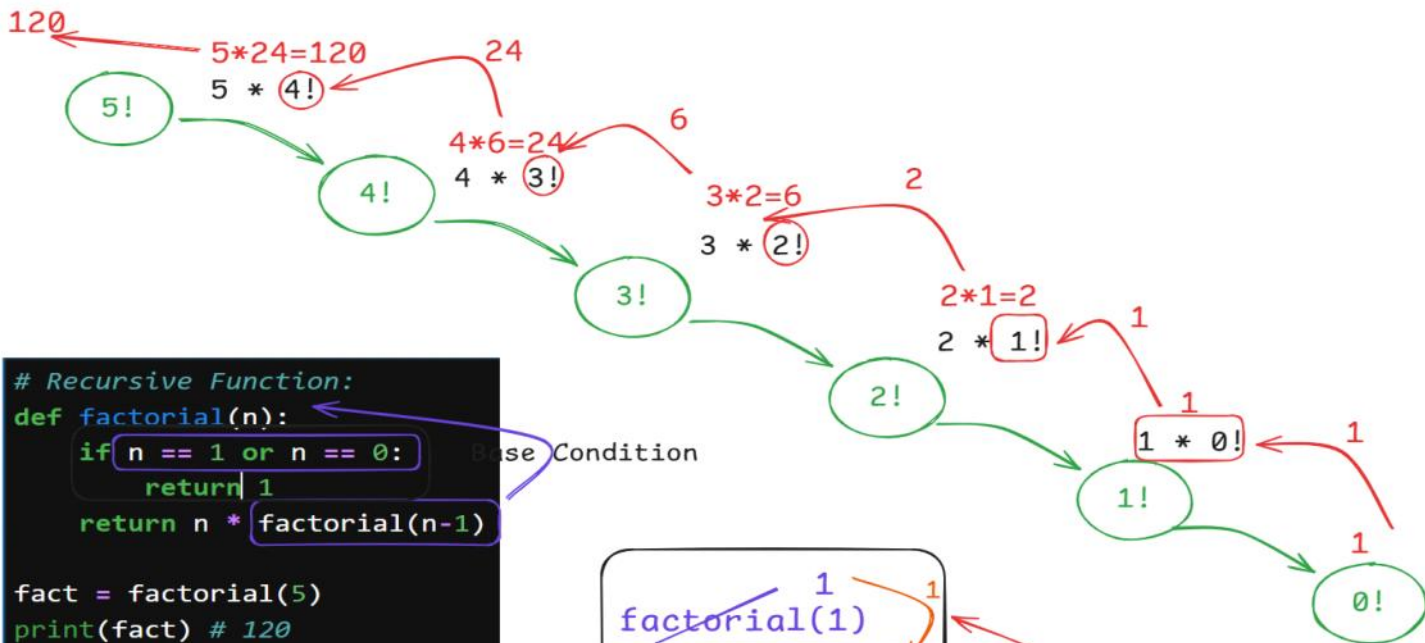 120
5*24=120
5 * 4!
24
5!
4*6=24
4 * 3!
6
4!
3*2=6
3 * 2!
2
3!
2*1=2
2 * 1!
1
2!
1
1 * 0!
1
1!
1
0!
# Recursive Function:
def factorial(n):
if n == 1 or n == 0:
Base Condition
return 1
return n * factorial(n-1)
fact = factorial(5)
print(fact) # 120
1
1
factorial(1)